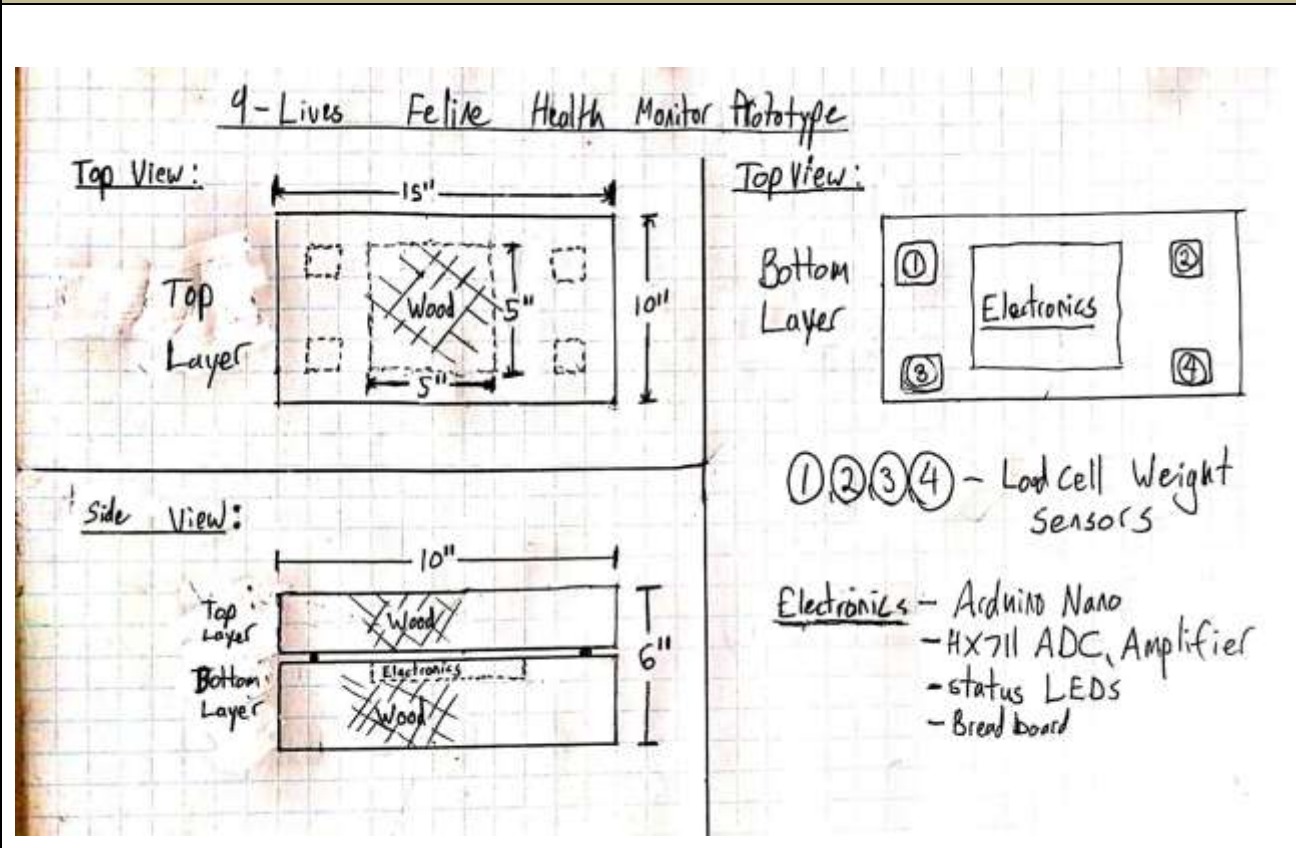 9-Lives Feline Health Monitor Prototype
Top View:
15"
Top
Layer
Wood
5"
10"
5"
Top View:
Bottom
Layer
①
②
Electronics
③
④
①,②,③,④ - Load Cell Weight
Sensors
Side View:
10"
Top
Layer
Wood
6"
Electronics
Bottom
Layer
Wood
Electronics - Arduino Nano
- HX711 ADC, Amplifier
- status LEDs
- Bread board